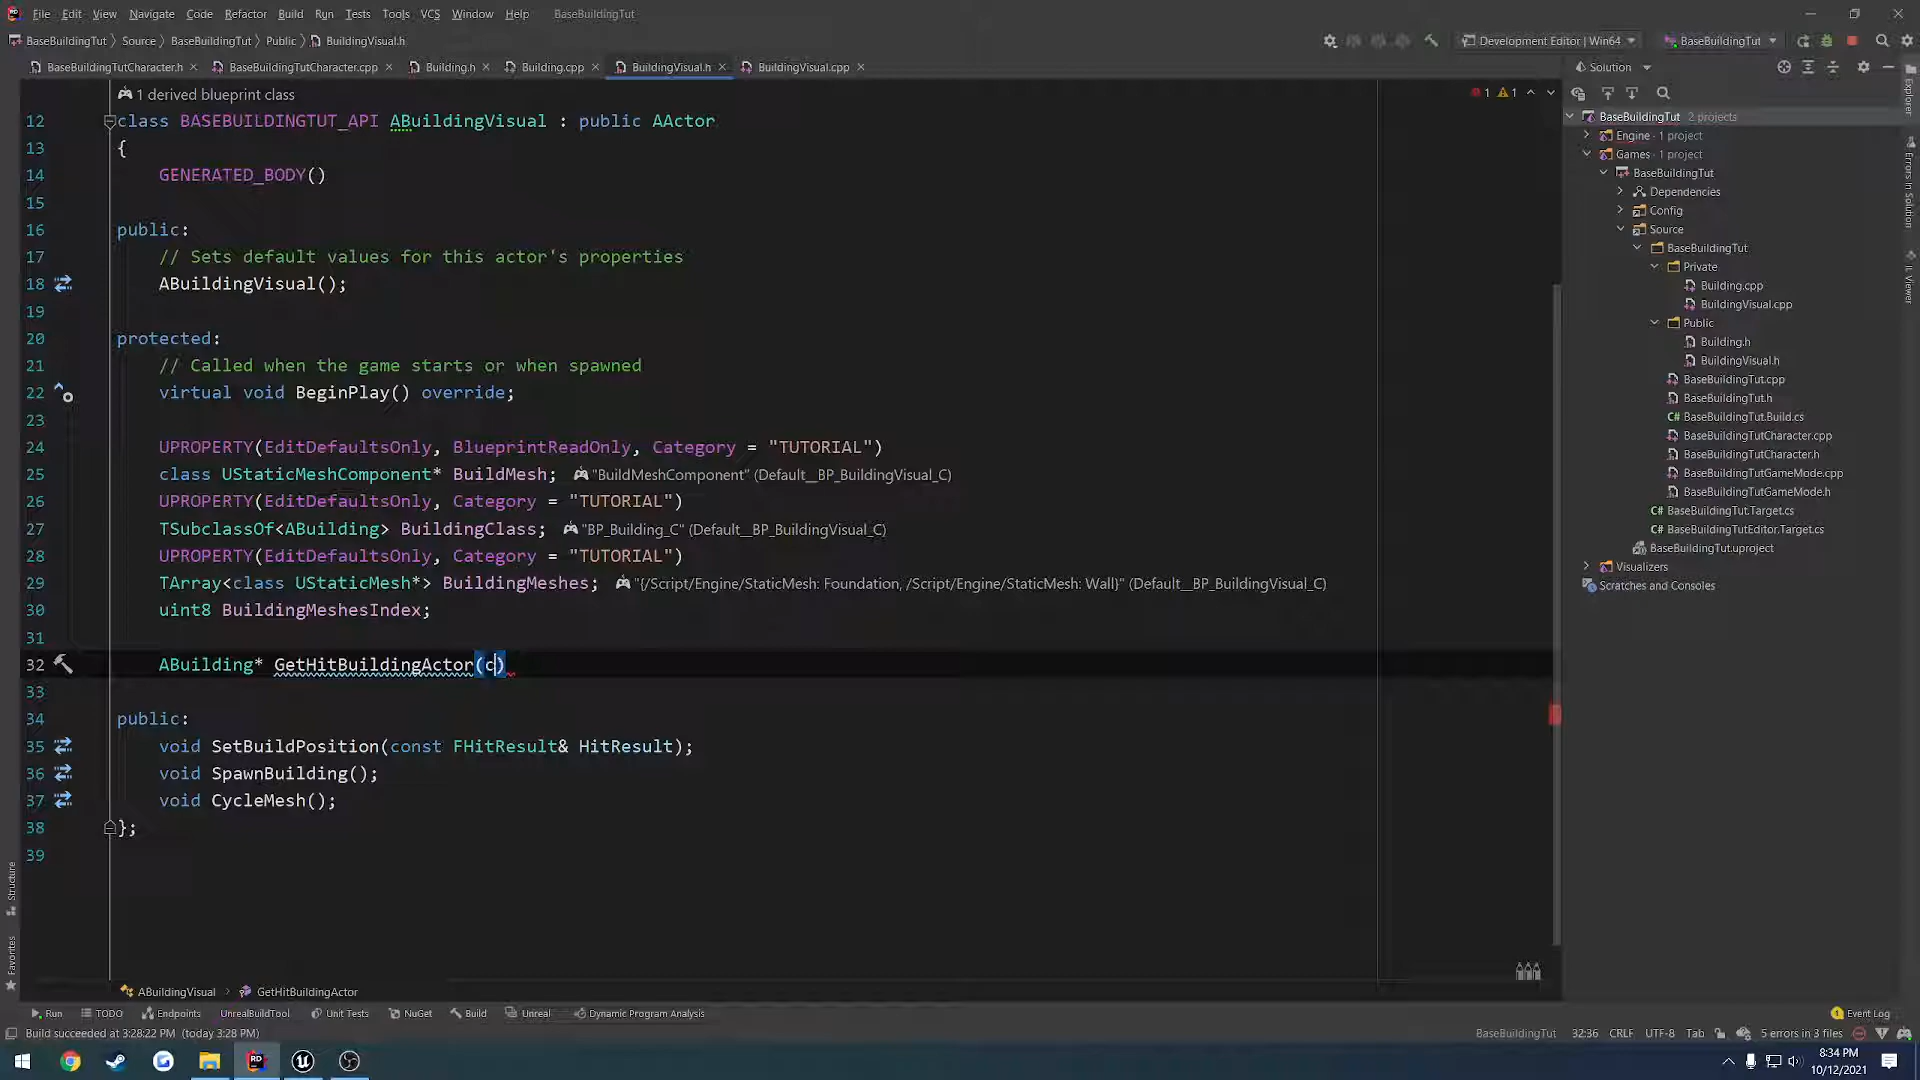 File Edit View Navigate Code Refactor Build Run Tests Tools VCS Window Help BaseBuildingTut
BaseBuildingTut Source BaseBuildingTut Public BuildingVisual.h
Development Editor | Win64 BaseBuildingTut
BaseBuildingTutCharacter.h BaseBuildingTutCharacter.cpp Building.h Building.cpp BuildingVisual.h BuildingVisual.cpp
1 derived blueprint class
1 1
12 class BASEBUILDINGTUT_API ABuildingVisual : public AActor
13 {
14 GENERATED_BODY()
15
16 public:
17 // Sets default values for this actor's properties
18 ABuildingVisual();
19
20 protected:
21 // Called when the game starts or when spawned
22 virtual void BeginPlay() override;
23
24 UPROPERTY(EditDefaultsOnly, BlueprintReadOnly, Category = "TUTORIAL")
25 class UStaticMeshComponent* BuildMesh; "BuildMeshComponent" (Default__BP_BuildingVisual_C)
26 UPROPERTY(EditDefaultsOnly, Category = "TUTORIAL")
27 TSubclassOf<ABuilding> BuildingClass; "BP_Building_C" (Default__BP_BuildingVisual_C)
28 UPROPERTY(EditDefaultsOnly, Category = "TUTORIAL")
29 TArray<class UStaticMesh*> BuildingMeshes; "{/Script/Engine/StaticMesh: Foundation, /Script/Engine/StaticMesh: Wall}" (Default__BP_BuildingVisual_C)
30 uint8 BuildingMeshesIndex;
31
32 ABuilding* GetHitBuildingActor(c)
33
34 public:
35 void SetBuildPosition(const FHitResult& HitResult);
36 void SpawnBuilding();
37 void CycleMesh();
38 };
39
ABuildingVisual GetHitBuildingActor
Solution
BaseBuildingTut 2 projects
Engine · 1 project
Games · 1 project
BaseBuildingTut
Dependencies
Config
Source
BaseBuildingTut
Private
Building.cpp
BuildingVisual.cpp
Public
Building.h
BuildingVisual.h
BaseBuildingTut.cpp
BaseBuildingTut.h
BaseBuildingTut.Build.cs
BaseBuildingTutCharacter.cpp
BaseBuildingTutCharacter.h
BaseBuildingTutGameMode.cpp
BaseBuildingTutGameMode.h
BaseBuildingTut.Target.cs
BaseBuildingTutEditor.Target.cs
BaseBuildingTut.uproject
Visualizers
Scratches and Consoles
Explorer
Errors In Solution
IL Viewer
Structure
Favorites
Run TODO Endpoints UnrealBuildTool Unit Tests NuGet Build Unreal Dynamic Program Analysis 1 Event Log
Build succeeded at 3:28:22 PM (today 3:28 PM) BaseBuildingTut 32:36 CRLF UTF-8 Tab 5 errors in 3 files
8:34 PM
10/12/2021